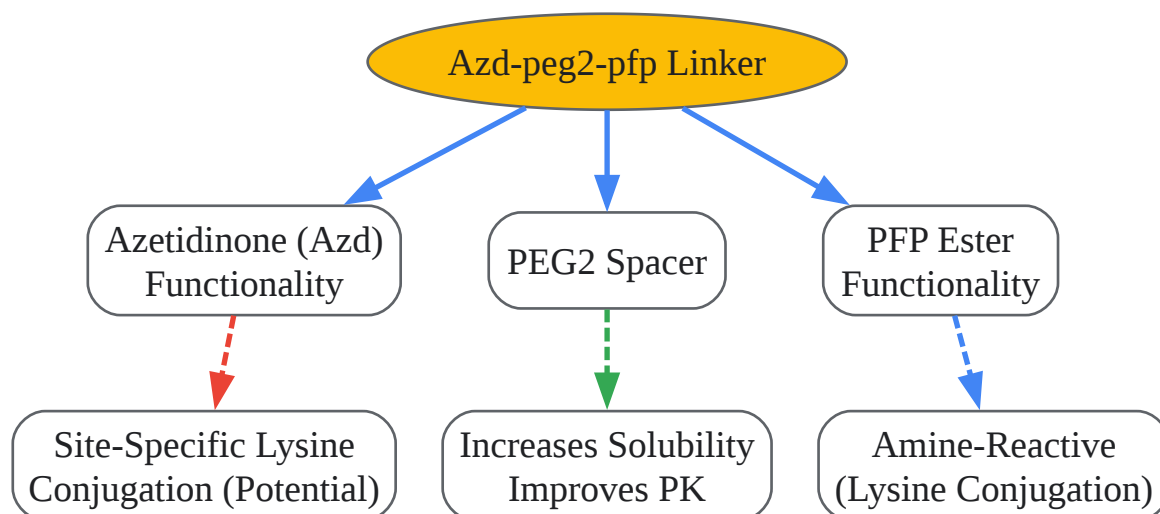 Azd-peg2-pfp Linker
Azetidinone (Azd)
Functionality
PEG2 Spacer
PFP Ester
Functionality
Site-Specific Lysine
Conjugation (Potential)
Increases Solubility
Improves PK
Amine-Reactive
(Lysine Conjugation)